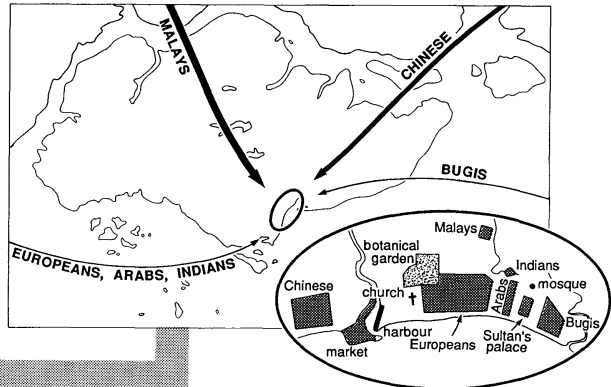 MALAYS
CHINESE
BUGIS
EUROPEANS, ARABS, INDIANS
Malays
botanical
garden
Indians
mosque
Chinese
church
Arabs
Bugis
harbour
Europeans
Sultan's
palace
market